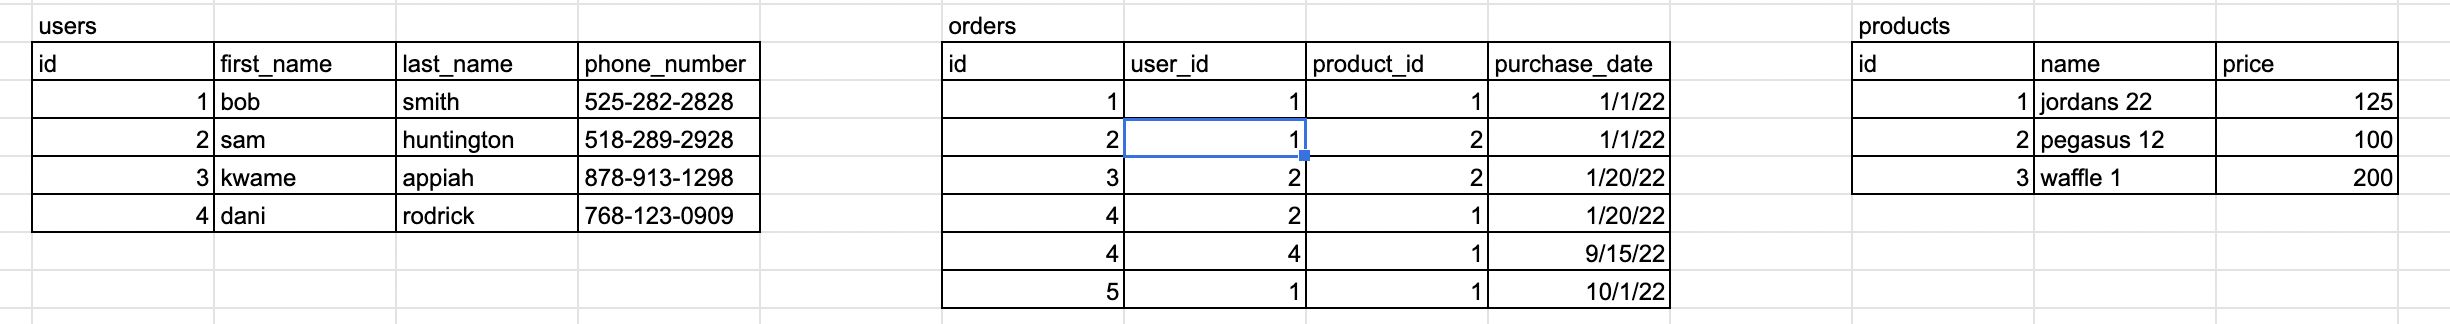 users orders products
id first_name last_name phone_number id user_id product_id purchase_date id name price
1 bob smith 525-282-2828 1 1 1 1/1/22 1 jordans 22 125
2 sam huntington 518-289-2928 2 1 2 1/1/22 2 pegasus 12 100
3 kwame appiah 878-913-1298 3 2 2 1/20/22 3 waffle 1 200
4 dani rodrick 768-123-0909 4 2 1 1/20/22
4 4 1 9/15/22
5 1 1 10/1/22